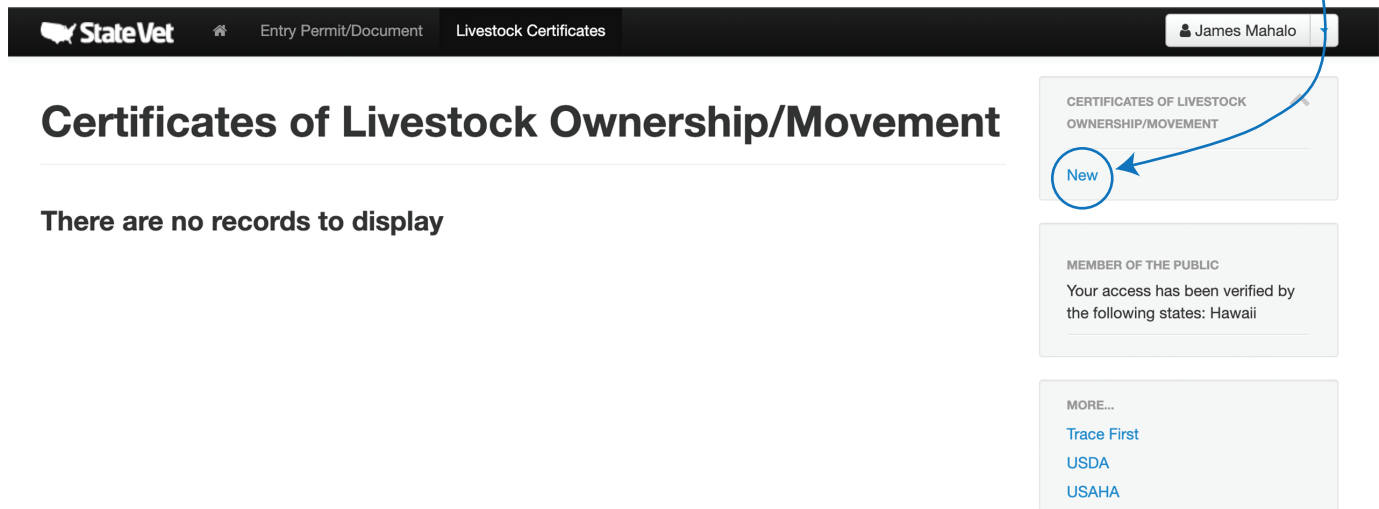 StateVet Entry Permit/Document Livestock Certificates James Mahalo
Certificates of Livestock Ownership/Movement
There are no records to display
CERTIFICATES OF LIVESTOCK
OWNERSHIP/MOVEMENT
New
MEMBER OF THE PUBLIC
Your access has been verified by
the following states: Hawaii
MORE...
Trace First
USDA
USAHA